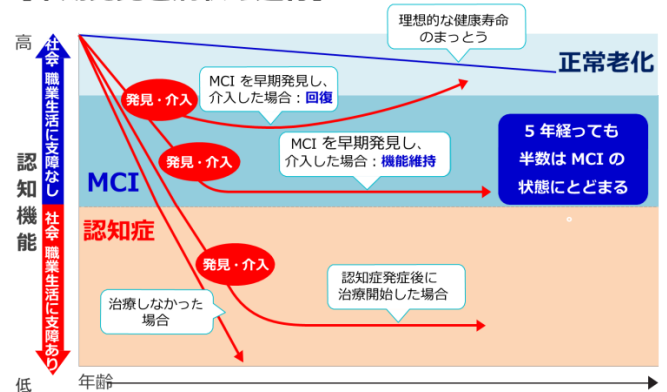 理想的な健康寿命
のまっとう
高
正常老化
社会・職業生活に支障なし
MCI を早期発見し、
介入した場合：回復
発見・介入
MCI を早期発見し、
介入した場合：機能維持
5 年経っても
半数は MCI の
状態にとどまる
発見・介入
MCI
認知機能
認知症
社会・職業生活に支障あり
発見・介入
認知症発症後に
治療開始した場合
治療しなかった
場合
低
年齢